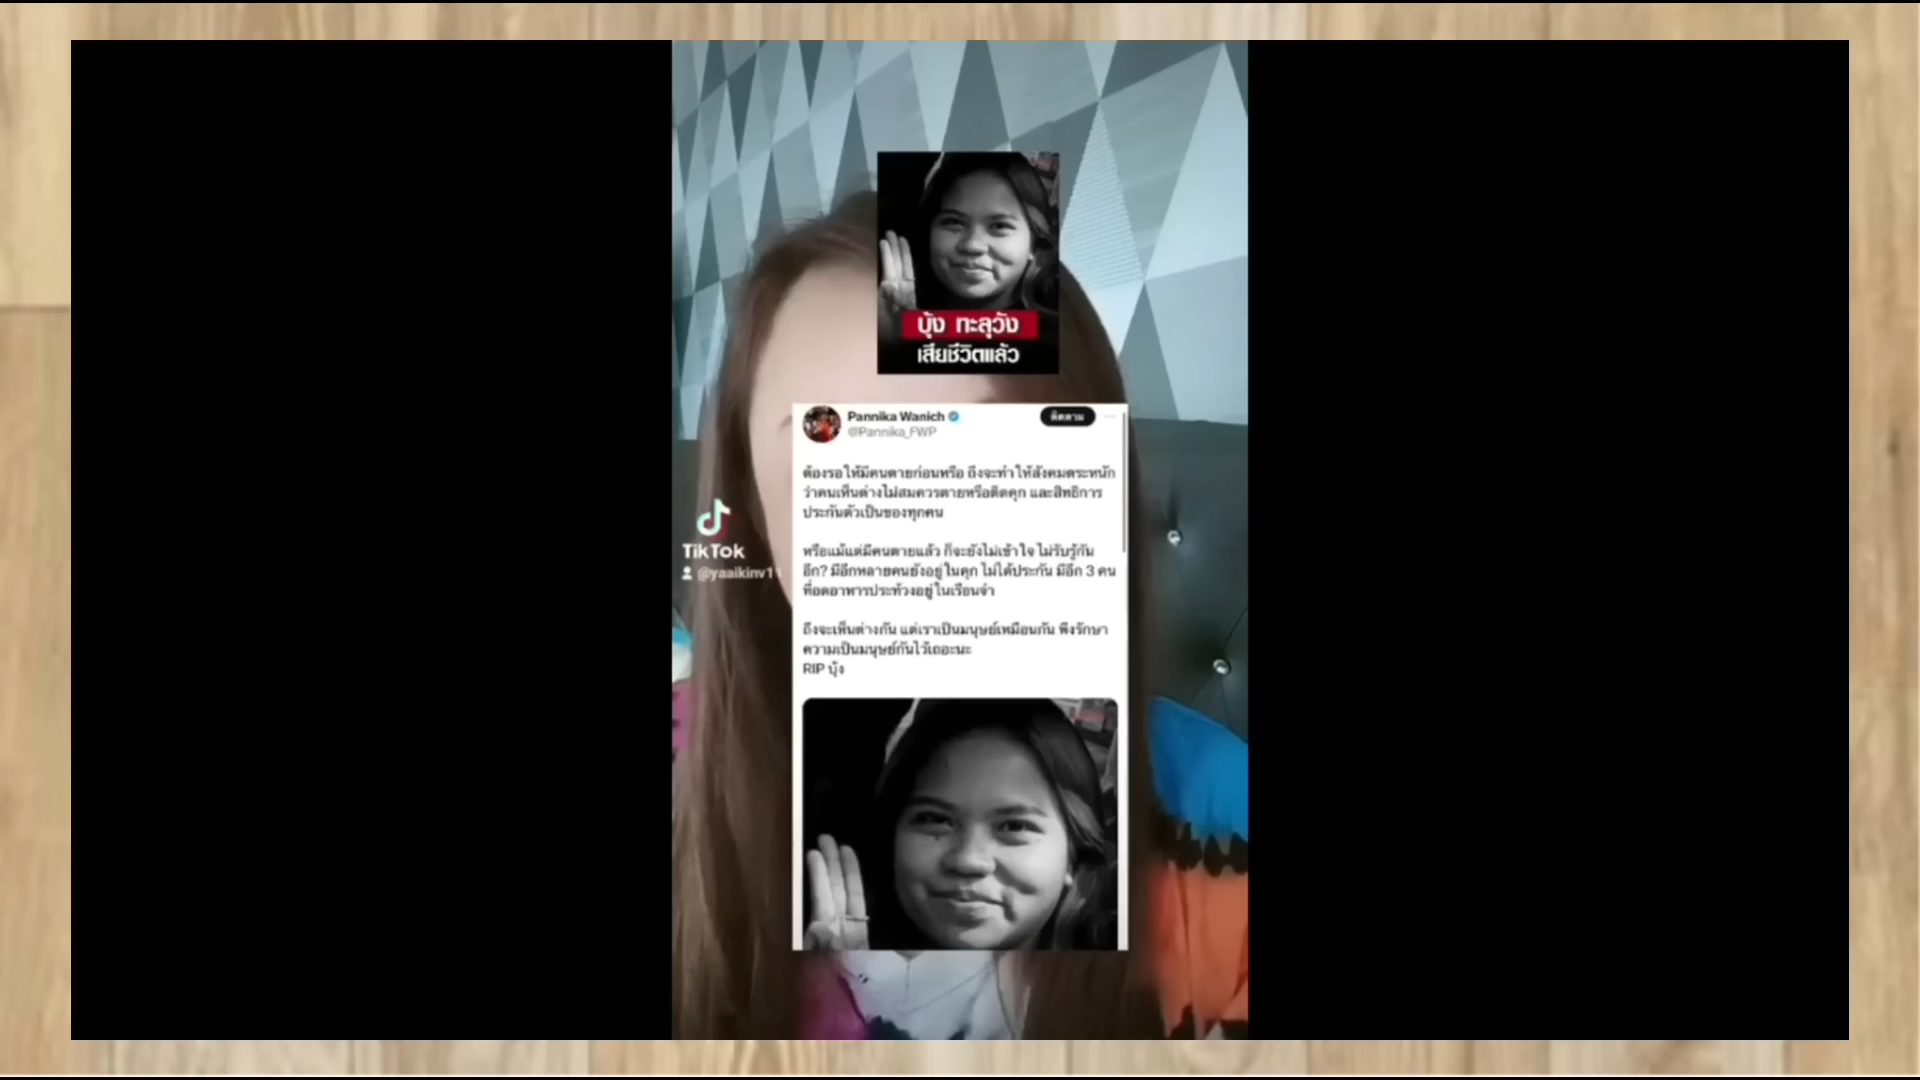 บุ้ง ทะลุวัง
เสียชีวิตแล้ว
Pannika Wanich
@Pannika_FWP
ติดตาม
ต้องรอให้มีคนตายก่อนหรือ ถึงจะทำให้สังคมตระหนัก
ว่าคนเห็นต่างไม่สมควรตายหรือติดคุก และสิทธิการ
ประกันตัวเป็นของทุกคน
หรือแม้แต่มีคนตายแล้ว ก็จะยังไม่เข้าใจ ไม่รับรู้กัน
อีก? มีอีกหลายคนยังอยู่ในคุก ไม่ได้ประกัน มีอีก 3 คน
ที่อดอาหารประท้วงอยู่ในเรือนจำ
ถึงจะเห็นต่างกัน แต่เราเป็นมนุษย์เหมือนกัน พึงรักษา
ความเป็นมนุษย์กันไว้เถอะนะ
RIP บุ้ง
TikTok
@yaaikinv11